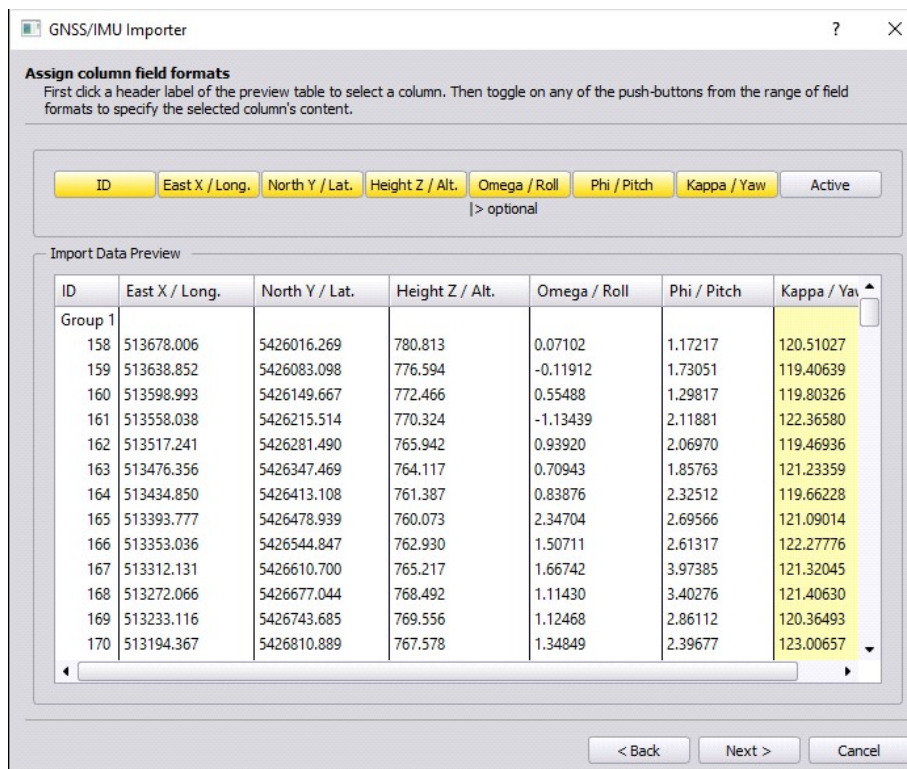 GNSS/IMU Importer ?
Assign column field formats
First click a header label of the preview table to select a column. Then toggle on any of the push-buttons from the range of field
formats to specify the selected column's content.
ID East X / Long. North Y / Lat. Height Z / Alt. Omega / Roll Phi / Pitch Kappa / Yaw Active
|> optional
Import Data Preview
ID East X / Long. North Y / Lat. Height Z / Alt. Omega / Roll Phi / Pitch Kappa / Yaw
Group 1
158 513678.006 5426016.269 780.813 0.07102 1.17217 120.51027
159 513638.852 5426083.098 776.594 -0.11912 1.73051 119.40639
160 513598.993 5426149.667 772.466 0.55488 1.29817 119.80326
161 513558.038 5426215.514 770.324 -1.13439 2.11881 122.36580
162 513517.241 5426281.490 765.942 0.93920 2.06970 119.46936
163 513476.356 5426347.469 764.117 0.70943 1.85763 121.23359
164 513434.850 5426413.108 761.387 0.83876 2.32512 119.66228
165 513393.777 5426478.939 760.073 2.34704 2.69566 121.09014
166 513353.036 5426544.847 762.930 1.50711 2.61317 122.27776
167 513312.131 5426610.700 765.217 1.66742 3.97385 121.32045
168 513272.066 5426677.044 768.492 1.11430 3.40276 121.40630
169 513233.116 5426743.685 769.556 1.12468 2.86112 120.36493
170 513194.367 5426810.889 767.578 1.34849 2.39677 123.00657
< Back Next > Cancel